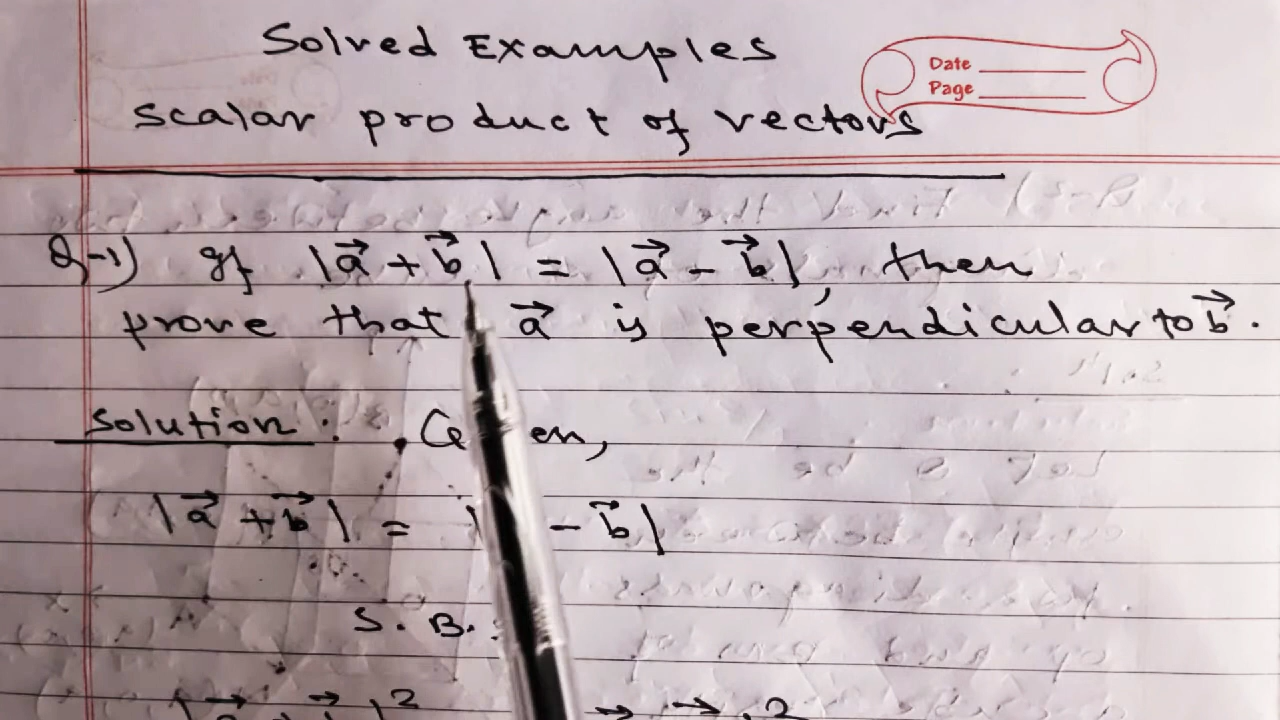 Solved Examples
Date
Page
scalar product of vectors
Q-1) If |a⃗ + b⃗| = |a⃗ - b⃗|, then
prove that a⃗ is perpendicular to b⃗.
Solution :
|a⃗ + b⃗| = | - b⃗|
S. B.